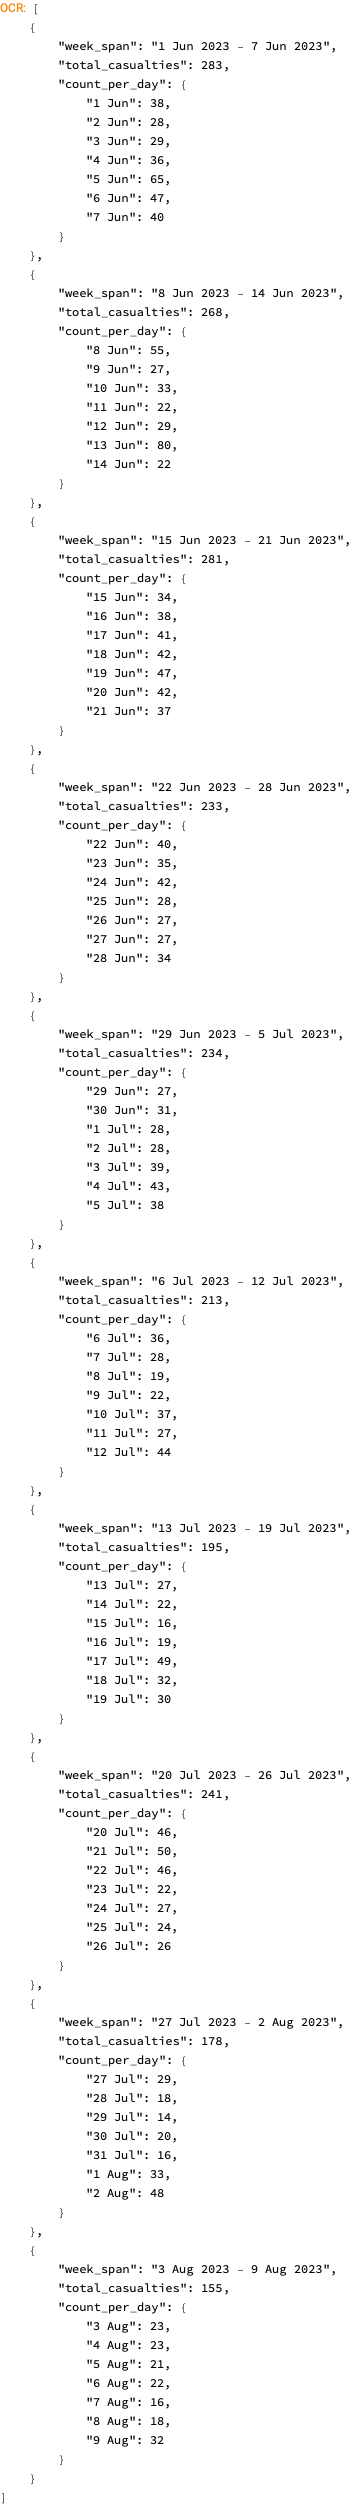 OCR: [
    {
        "week_span": "1 Jun 2023 – 7 Jun 2023",
        "total_casualties": 283,
        "count_per_day": {
            "1 Jun": 38,
            "2 Jun": 28,
            "3 Jun": 29,
            "4 Jun": 36,
            "5 Jun": 65,
            "6 Jun": 47,
            "7 Jun": 40
        }
    },
    {
        "week_span": "8 Jun 2023 – 14 Jun 2023",
        "total_casualties": 268,
        "count_per_day": {
            "8 Jun": 55,
            "9 Jun": 27,
            "10 Jun": 33,
            "11 Jun": 22,
            "12 Jun": 29,
            "13 Jun": 80,
            "14 Jun": 22
        }
    },
    {
        "week_span": "15 Jun 2023 – 21 Jun 2023",
        "total_casualties": 281,
        "count_per_day": {
            "15 Jun": 34,
            "16 Jun": 38,
            "17 Jun": 41,
            "18 Jun": 42,
            "19 Jun": 47,
            "20 Jun": 42,
            "21 Jun": 37
        }
    },
    {
        "week_span": "22 Jun 2023 – 28 Jun 2023",
        "total_casualties": 233,
        "count_per_day": {
            "22 Jun": 40,
            "23 Jun": 35,
            "24 Jun": 42,
            "25 Jun": 28,
            "26 Jun": 27,
            "27 Jun": 27,
            "28 Jun": 34
        }
    },
    {
        "week_span": "29 Jun 2023 – 5 Jul 2023",
        "total_casualties": 234,
        "count_per_day": {
            "29 Jun": 27,
            "30 Jun": 31,
            "1 Jul": 28,
            "2 Jul": 28,
            "3 Jul": 39,
            "4 Jul": 43,
            "5 Jul": 38
        }
    },
    {
        "week_span": "6 Jul 2023 – 12 Jul 2023",
        "total_casualties": 213,
        "count_per_day": {
            "6 Jul": 36,
            "7 Jul": 28,
            "8 Jul": 19,
            "9 Jul": 22,
            "10 Jul": 37,
            "11 Jul": 27,
            "12 Jul": 44
        }
    },
    {
        "week_span": "13 Jul 2023 – 19 Jul 2023",
        "total_casualties": 195,
        "count_per_day": {
            "13 Jul": 27,
            "14 Jul": 22,
            "15 Jul": 16,
            "16 Jul": 19,
            "17 Jul": 49,
            "18 Jul": 32,
            "19 Jul": 30
        }
    },
    {
        "week_span": "20 Jul 2023 – 26 Jul 2023",
        "total_casualties": 241,
        "count_per_day": {
            "20 Jul": 46,
            "21 Jul": 50,
            "22 Jul": 46,
            "23 Jul": 22,
            "24 Jul": 27,
            "25 Jul": 24,
            "26 Jul": 26
        }
    },
    {
        "week_span": "27 Jul 2023 – 2 Aug 2023",
        "total_casualties": 178,
        "count_per_day": {
            "27 Jul": 29,
            "28 Jul": 18,
            "29 Jul": 14,
            "30 Jul": 20,
            "31 Jul": 16,
            "1 Aug": 33,
            "2 Aug": 48
        }
    },
    {
        "week_span": "3 Aug 2023 – 9 Aug 2023",
        "total_casualties": 155,
        "count_per_day": {
            "3 Aug": 23,
            "4 Aug": 23,
            "5 Aug": 21,
            "6 Aug": 22,
            "7 Aug": 16,
            "8 Aug": 18,
            "9 Aug": 32
        }
    }
]